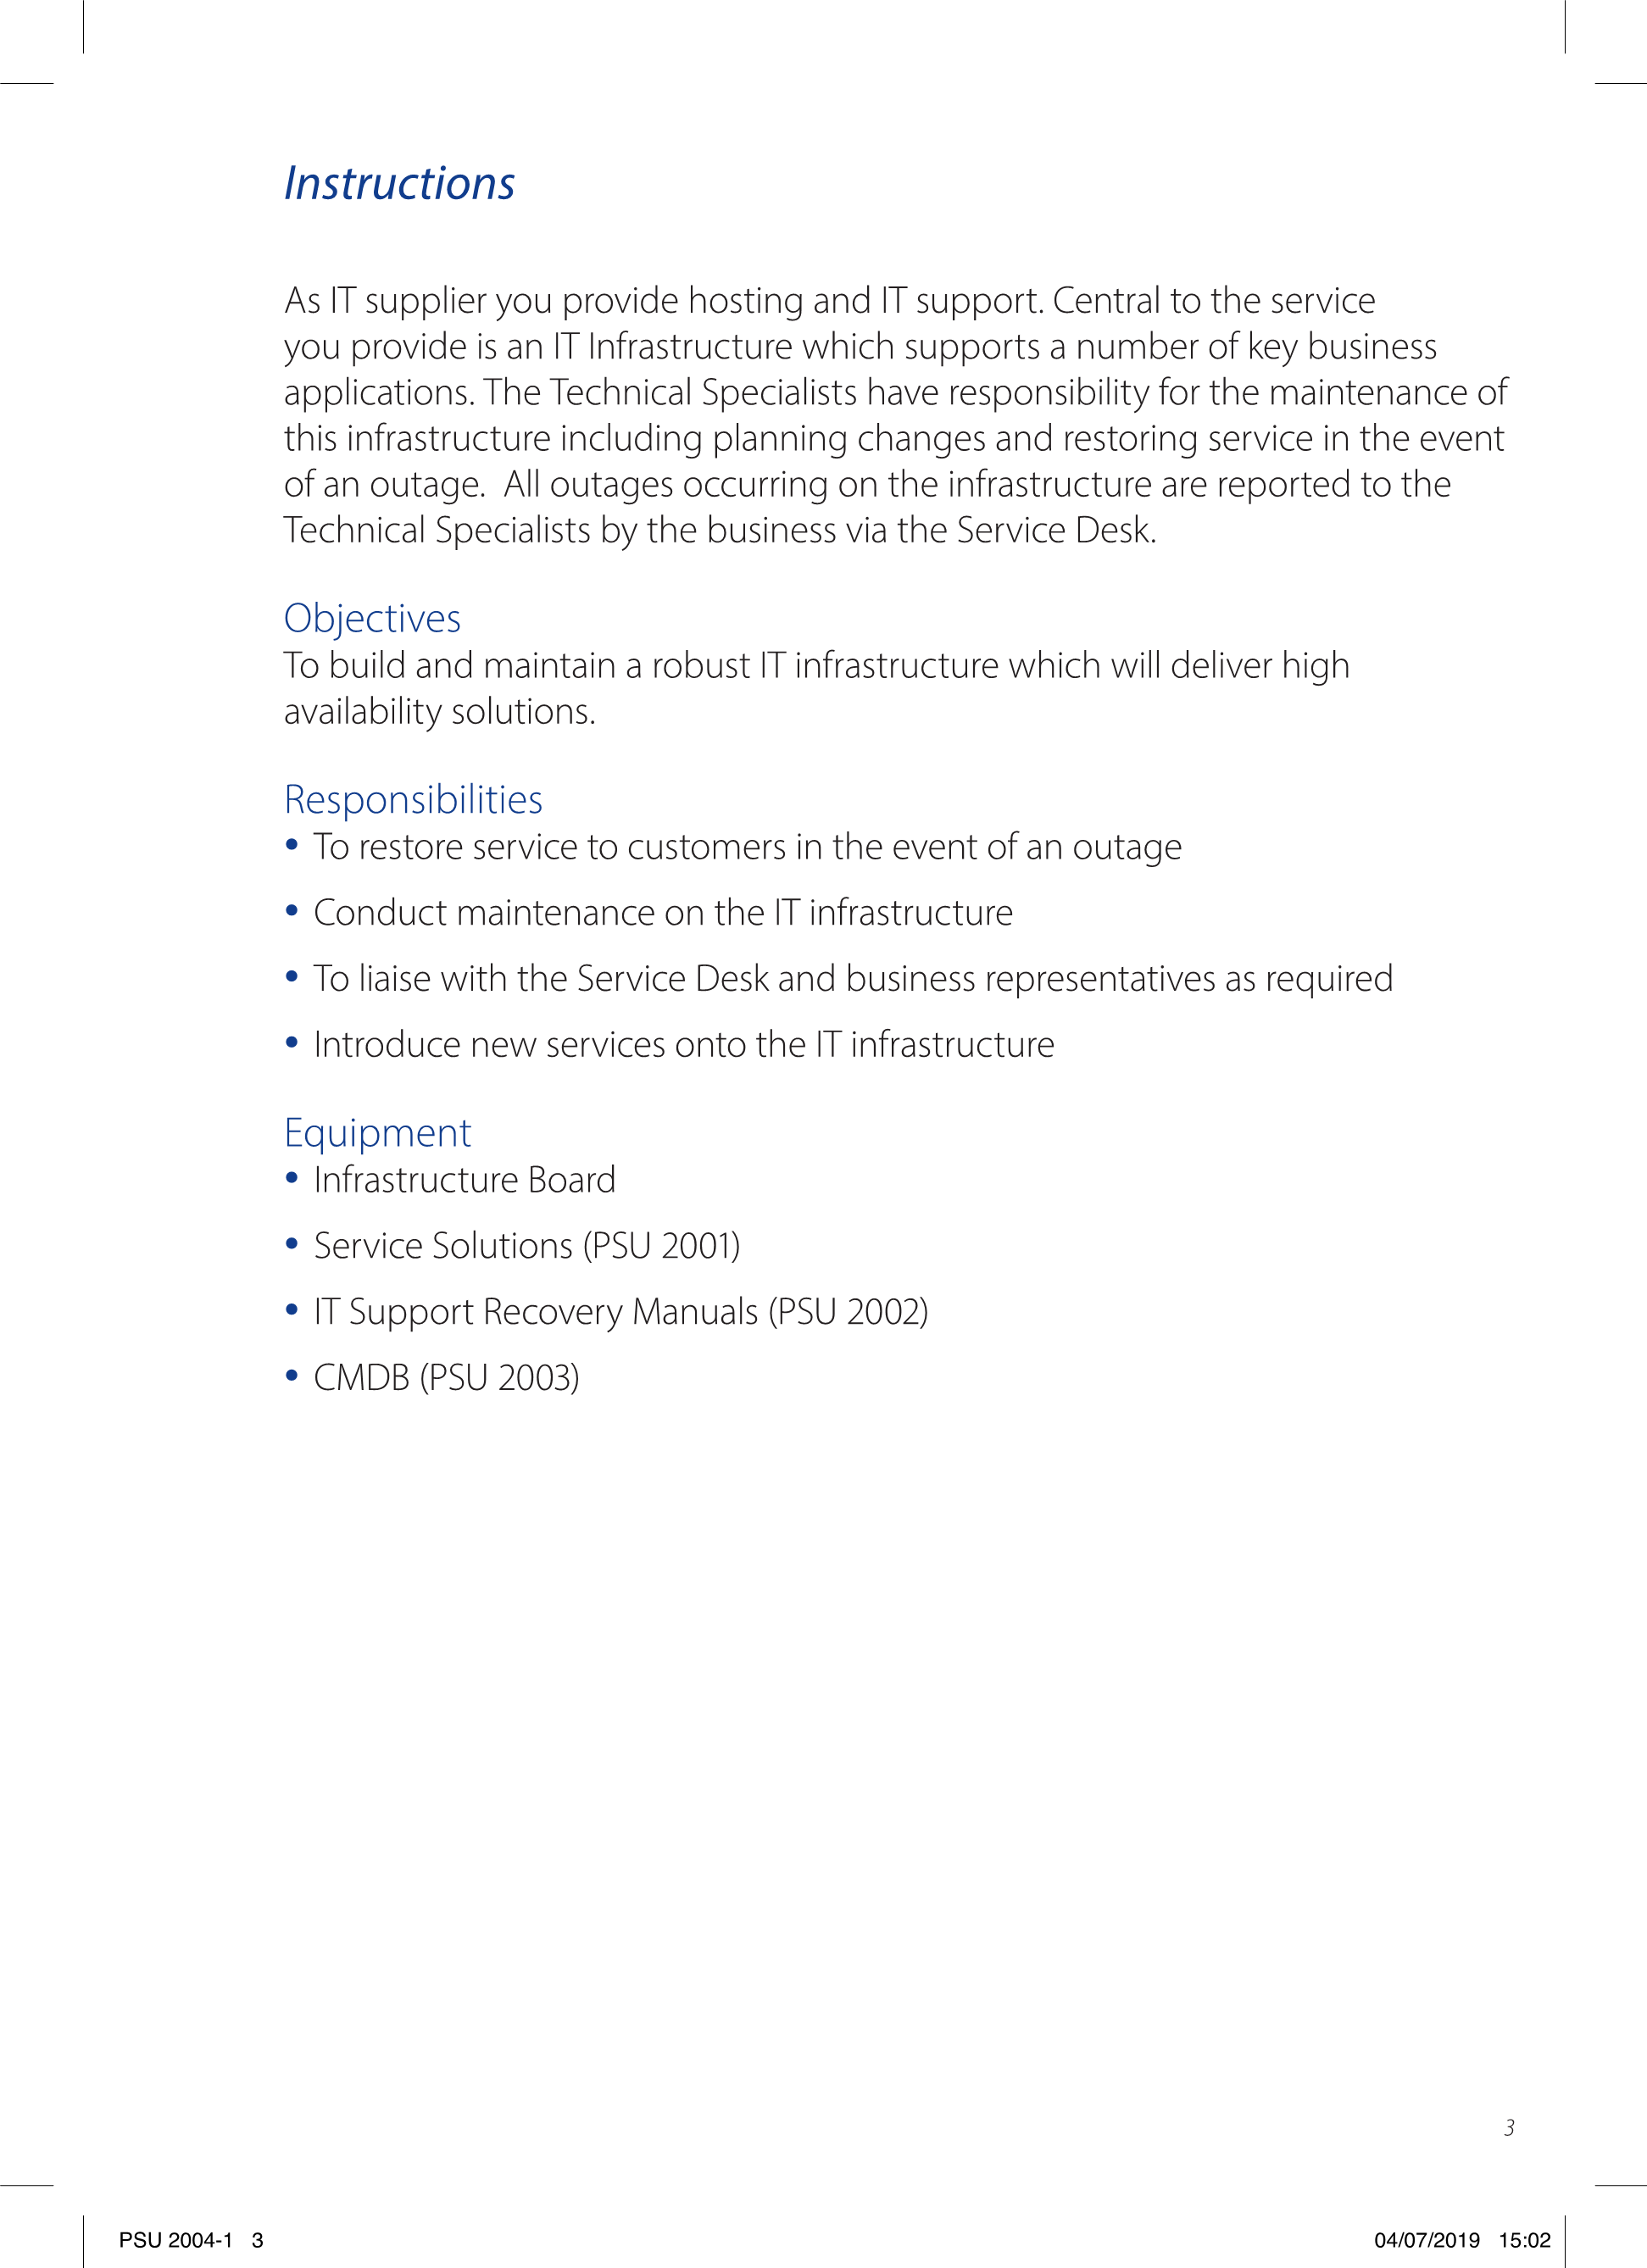 Instructions
As IT supplier you provide hosting and IT support. Central to the service
you provide is an IT Infrastructure which supports a number of key business
applications. The Technical Specialists have responsibility for the maintenance of
this infrastructure including planning changes and restoring service in the event
of an outage.  All outages occurring on the infrastructure are reported to the
Technical Specialists by the business via the Service Desk.
Objectives
To build and maintain a robust IT infrastructure which will deliver high
availability solutions.
Responsibilities
• To restore service to customers in the event of an outage
• Conduct maintenance on the IT infrastructure
• To liaise with the Service Desk and business representatives as required
• Introduce new services onto the IT infrastructure
Equipment
• Infrastructure Board
• Service Solutions (PSU 2001)
• IT Support Recovery Manuals (PSU 2002)
• CMDB (PSU 2003)
3
PSU 2004-1   3
04/07/2019   15:02